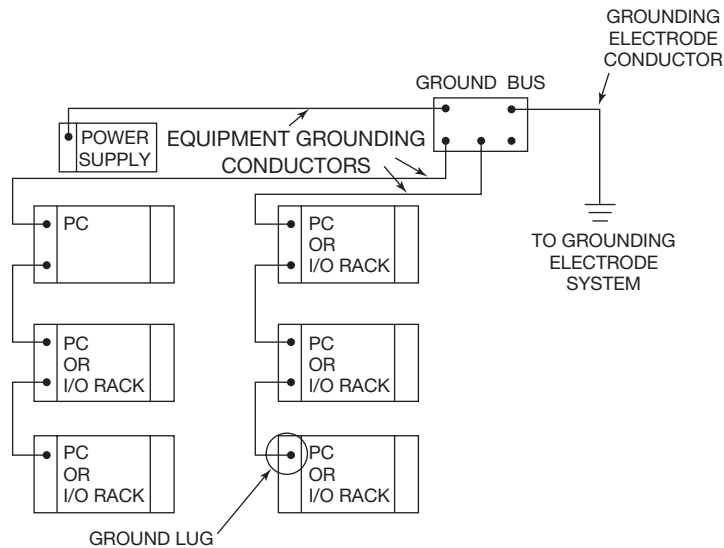 GROUNDING
ELECTRODE
CONDUCTOR
GROUND BUS
POWER
SUPPLY
EQUIPMENT GROUNDING
CONDUCTORS
PC
PC
OR
I/O RACK
TO GROUNDING
ELECTRODE
SYSTEM
PC
OR
I/O RACK
PC
OR
I/O RACK
PC
OR
I/O RACK
PC
OR
I/O RACK
GROUND LUG